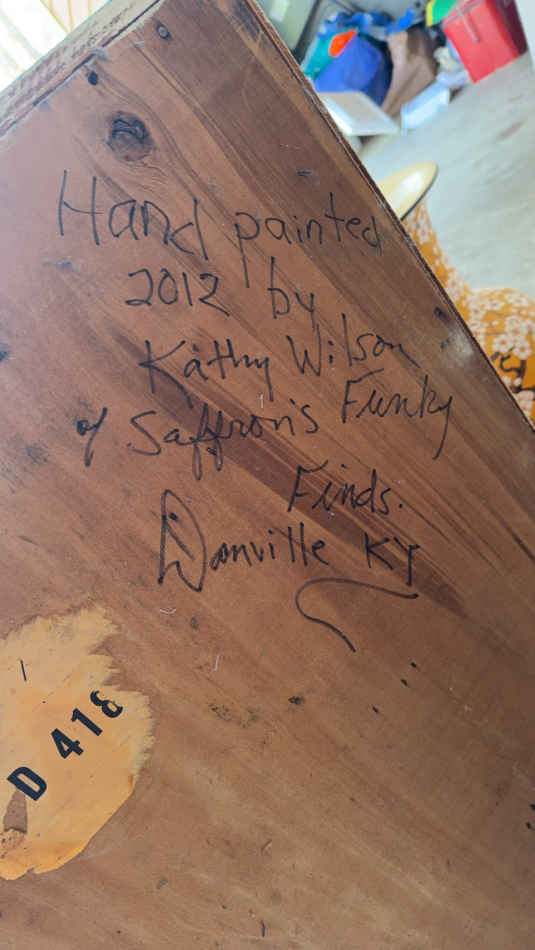 Hand painted
2012 by
Kathy Wilson
of Saffron's Funky
Finds.
Danville KY
D 418